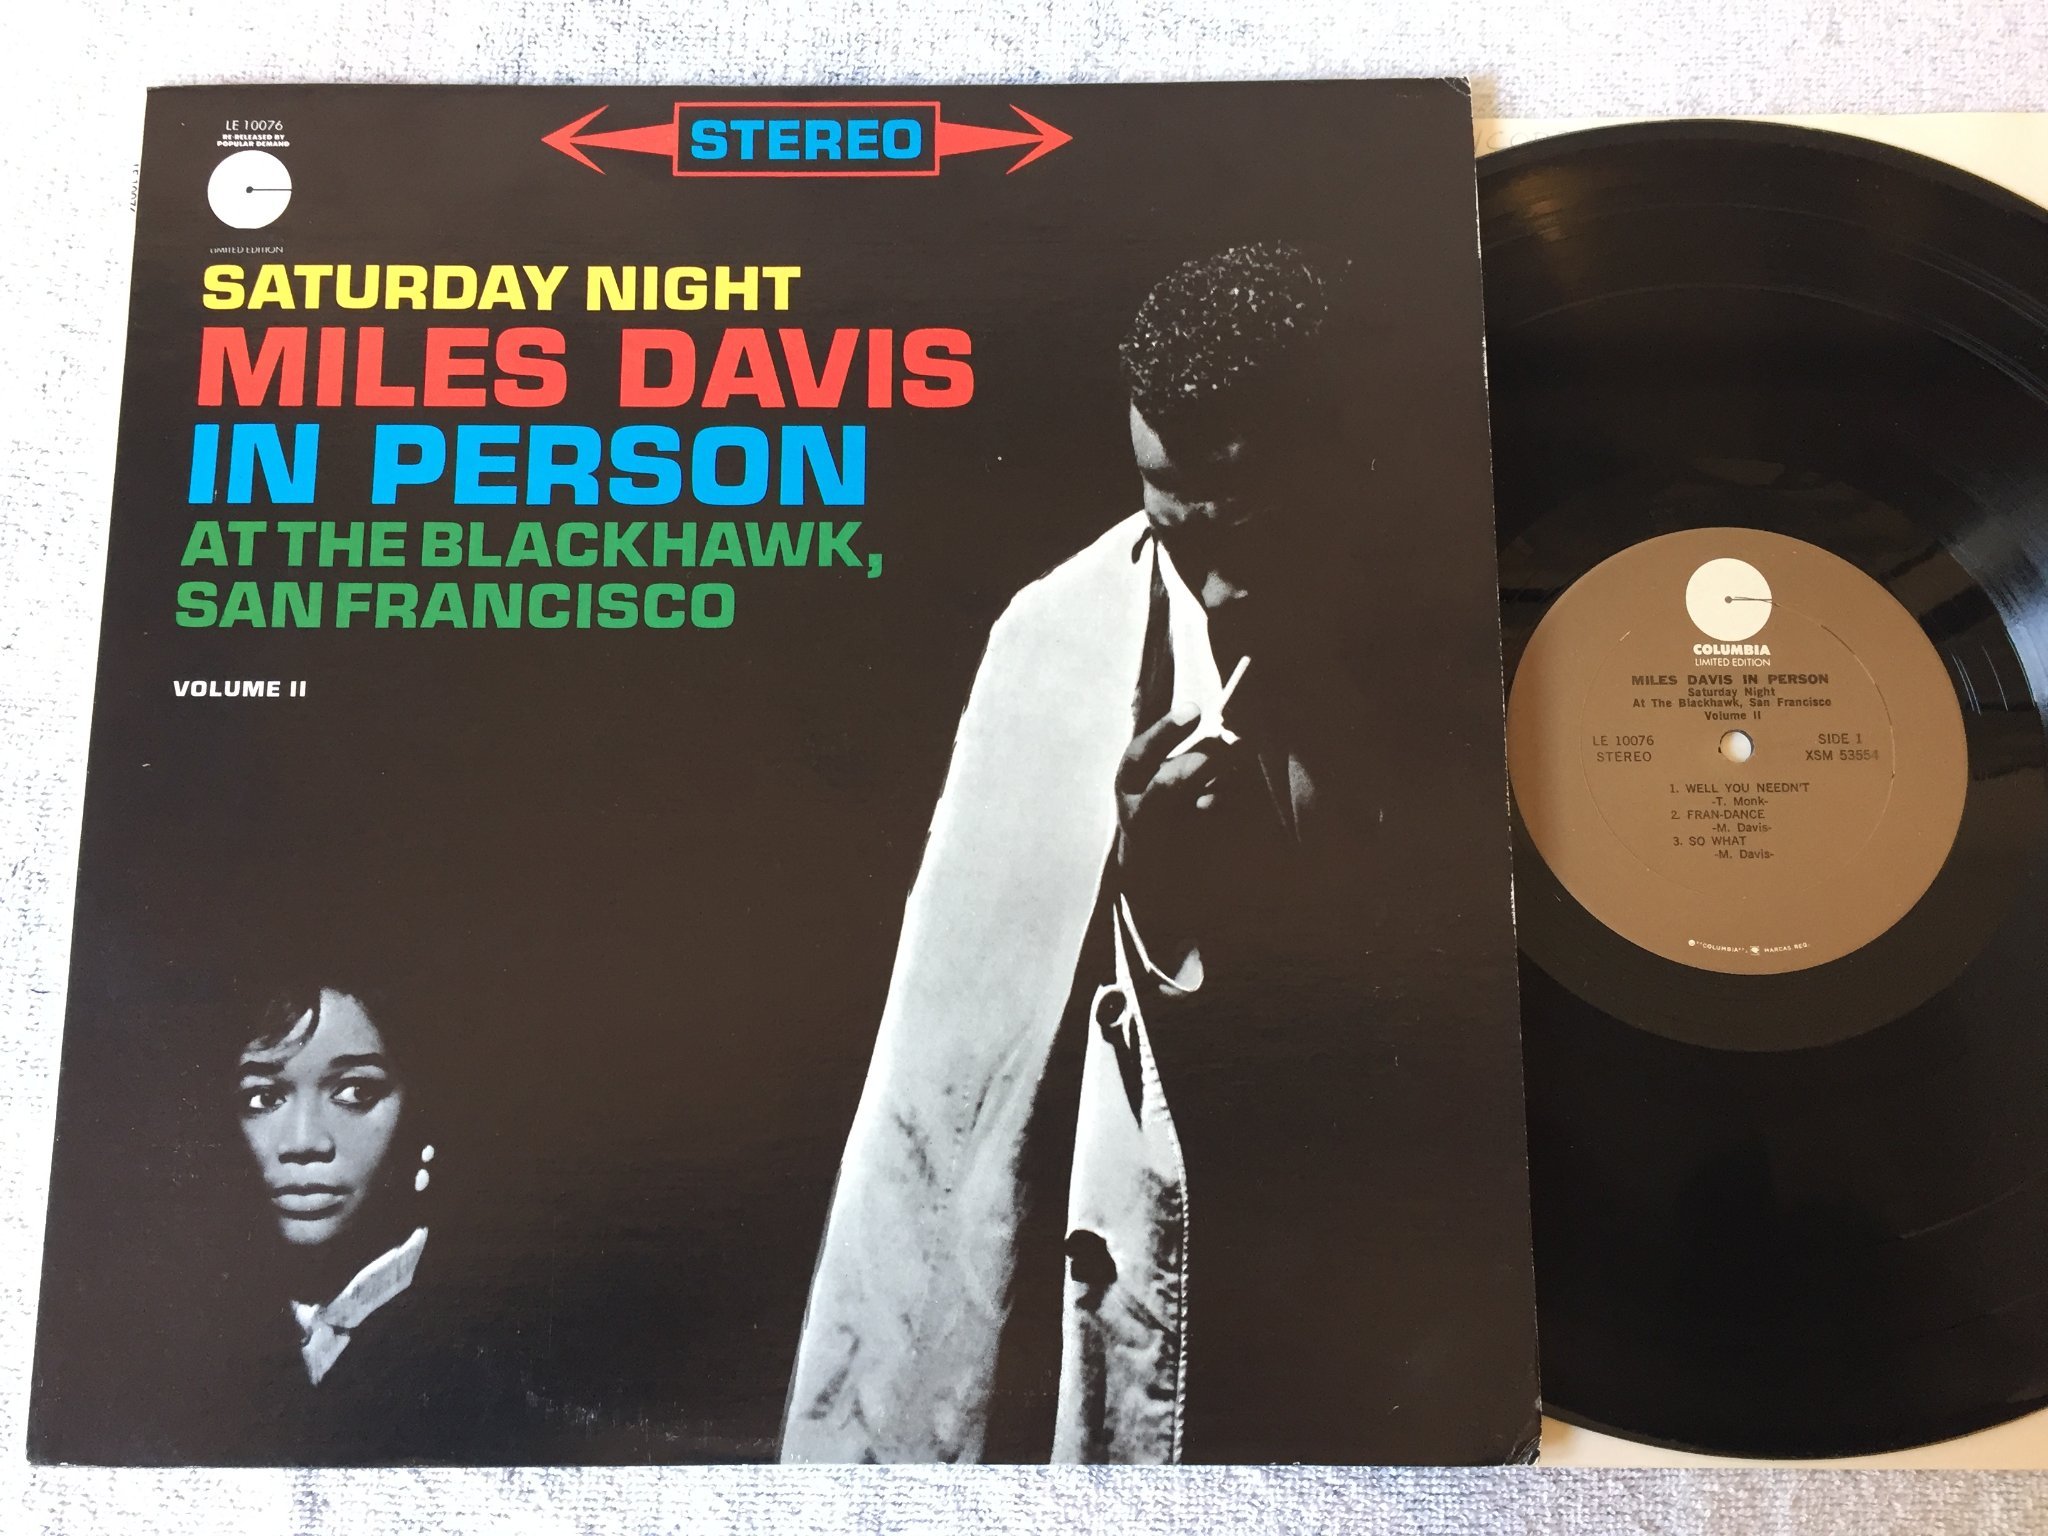 LE 10076
RE-RELEASED BY
POPULAR DEMAND
LIMITED EDITION
STEREO
SATURDAY NIGHT
MILES DAVIS
IN PERSON
AT THE BLACKHAWK,
SAN FRANCISCO
VOLUME II
COLUMBIA
LIMITED EDITION
MILES DAVIS IN PERSON
Saturday Night
At The Blackhawk, San Francisco
Volume II
LE 10076
STEREO
SIDE 1
XSM 53554
1. WELL YOU NEEDN'T
-T. Monk-
2. FRAN-DANCE
-M. Davis-
3. SO WHAT
-M. Davis-
"COLUMBIA", MARCAS REG.